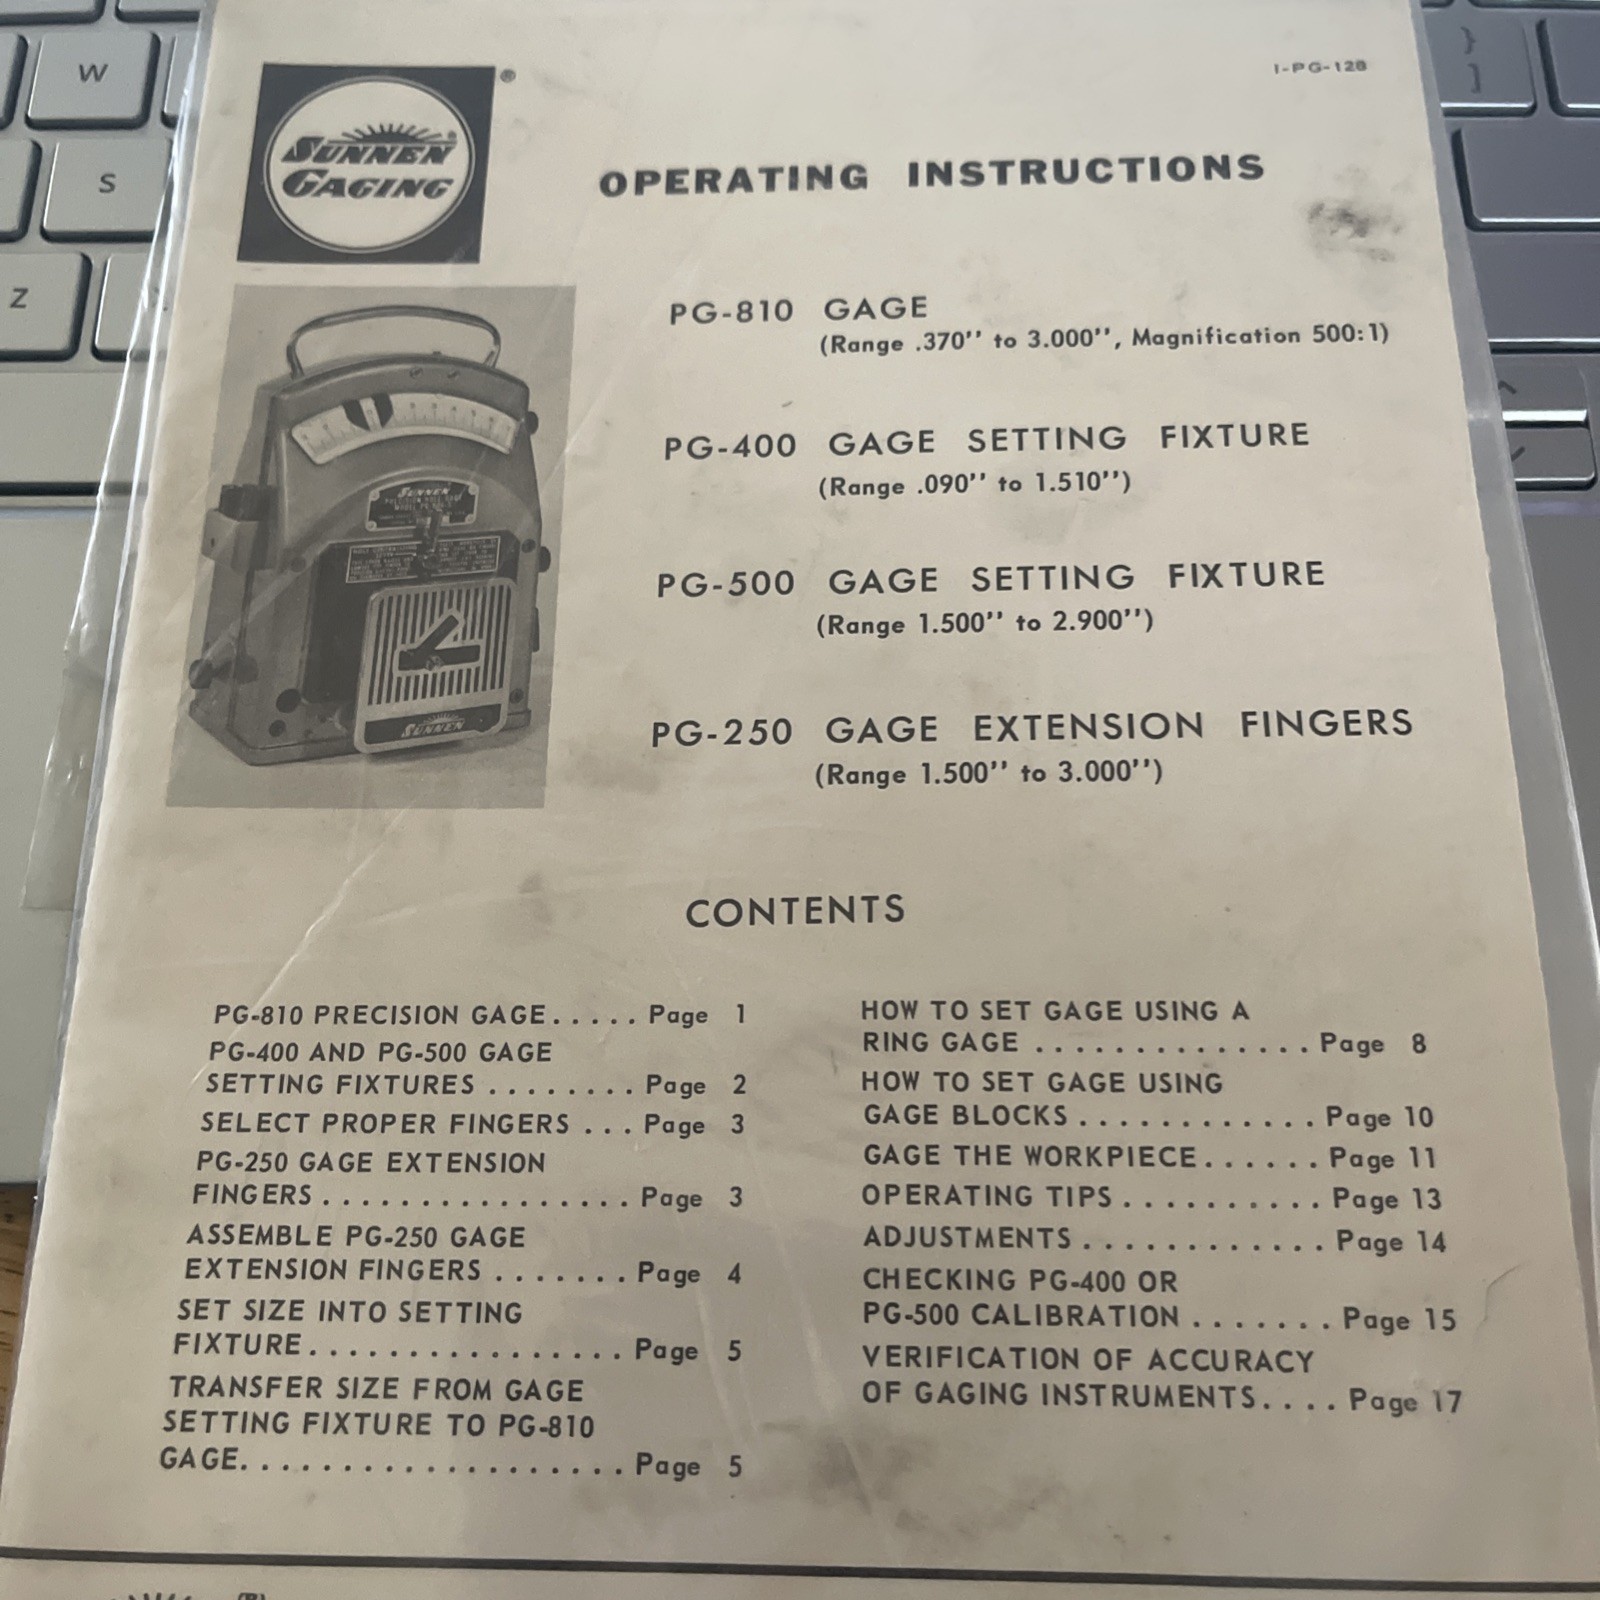 W
S
Z
}
]
I-PG-128
SUNNEN®
GAGING
®
OPERATING INSTRUCTIONS
PG-810 GAGE
(Range .370'' to 3.000'', Magnification 500:1)
PG-400 GAGE SETTING FIXTURE
(Range .090'' to 1.510'')
PG-500 GAGE SETTING FIXTURE
(Range 1.500'' to 2.900'')
PG-250 GAGE EXTENSION FINGERS
(Range 1.500'' to 3.000'')
SUNNEN
SUNNEN
CONTENTS
PG-810 PRECISION GAGE..... Page 1
PG-400 AND PG-500 GAGE
SETTING FIXTURES ........ Page 2
SELECT PROPER FINGERS ... Page 3
PG-250 GAGE EXTENSION
FINGERS................ Page 3
ASSEMBLE PG-250 GAGE
EXTENSION FINGERS ....... Page 4
SET SIZE INTO SETTING
FIXTURE................ Page 5
TRANSFER SIZE FROM GAGE
SETTING FIXTURE TO PG-810
GAGE.................... Page 5
HOW TO SET GAGE USING A
RING GAGE .............. Page 8
HOW TO SET GAGE USING
GAGE BLOCKS............ Page 10
GAGE THE WORKPIECE...... Page 11
OPERATING TIPS.......... Page 13
ADJUSTMENTS............ Page 14
CHECKING PG-400 OR
PG-500 CALIBRATION ....... Page 15
VERIFICATION OF ACCURACY
OF GAGING INSTRUMENTS.... Page 17